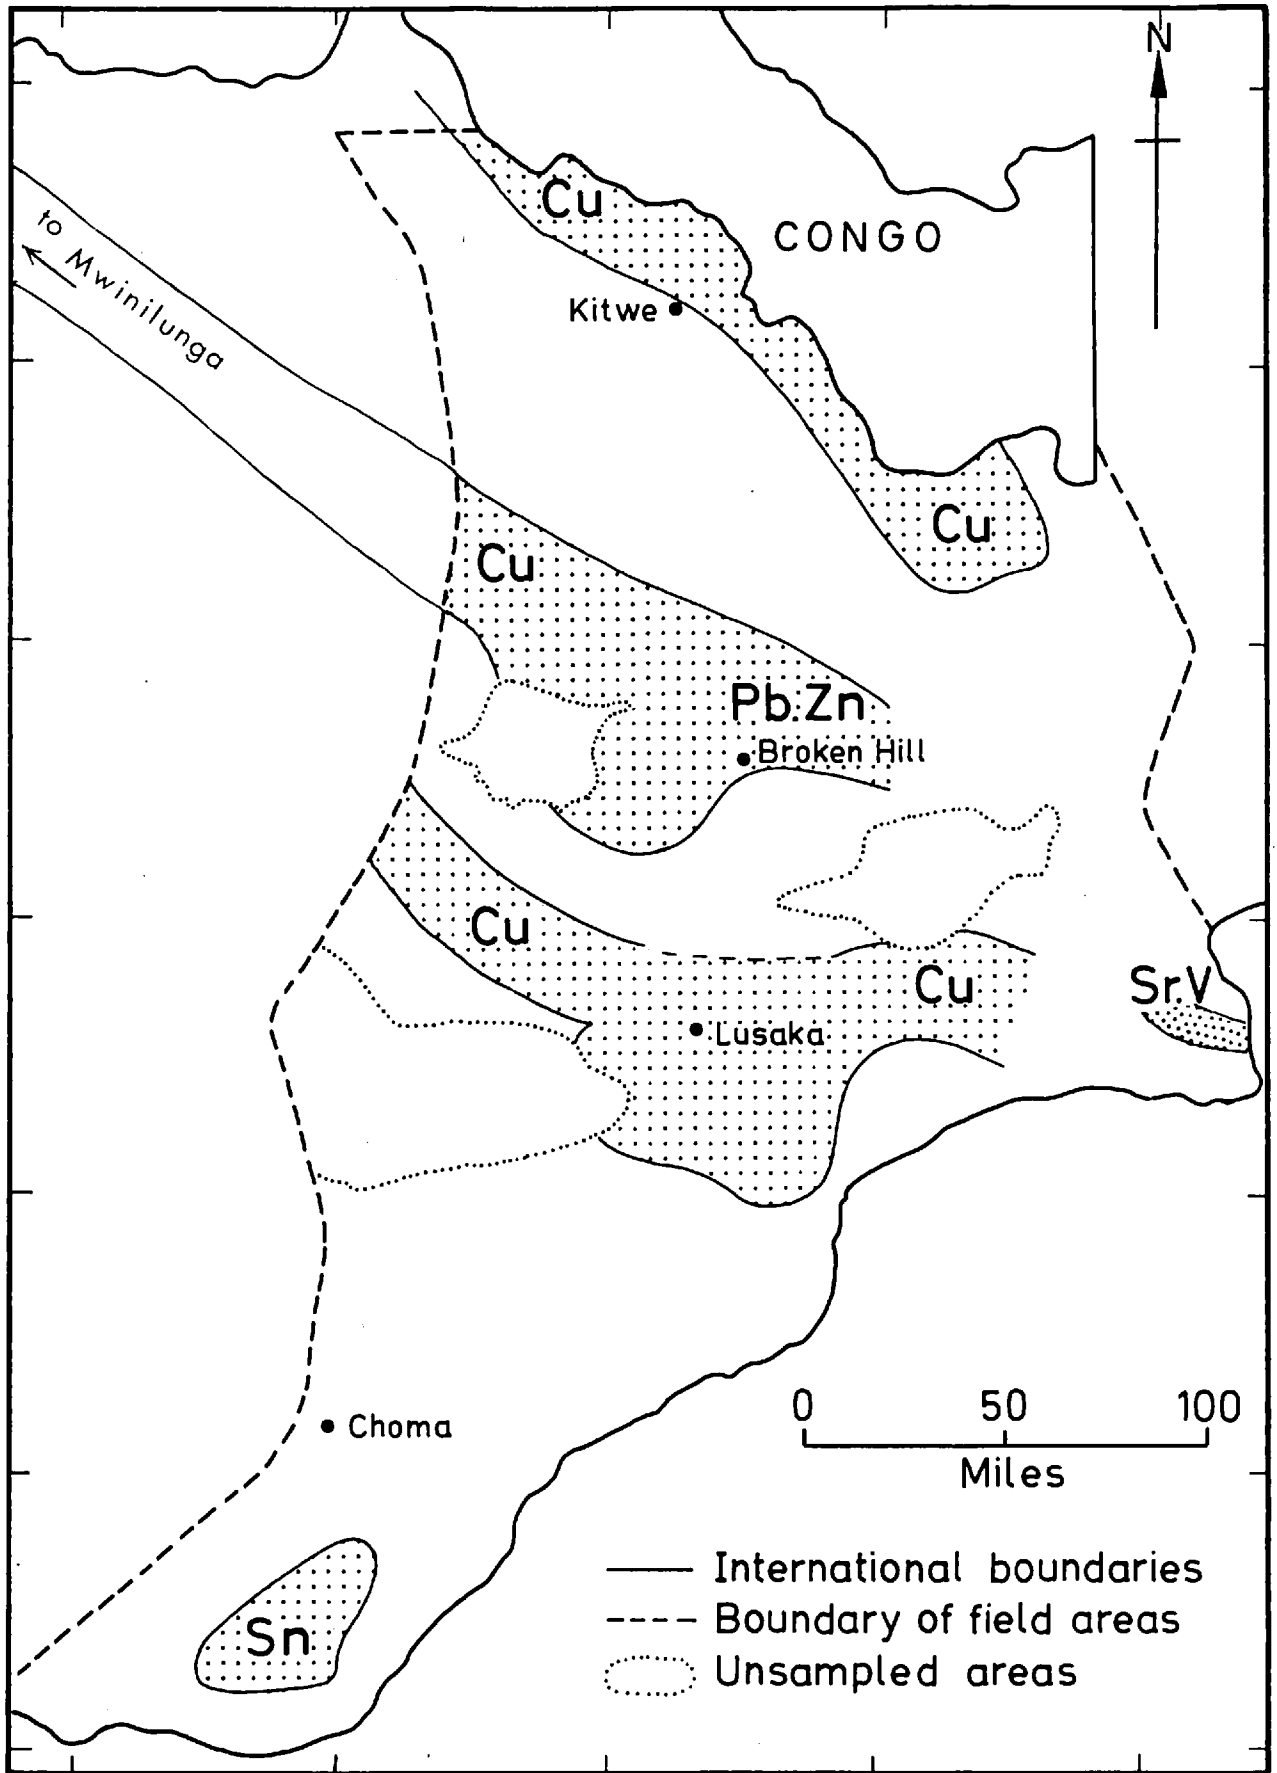 N
Cu
CONGO
to Mwinilunga
Kitwe
Cu
Cu
Pb.Zn
Broken Hill
Cu
Cu
Sr.V
Lusaka
0 50 100
Miles
Choma
International boundaries
Boundary of field areas
Sn
Unsampled areas